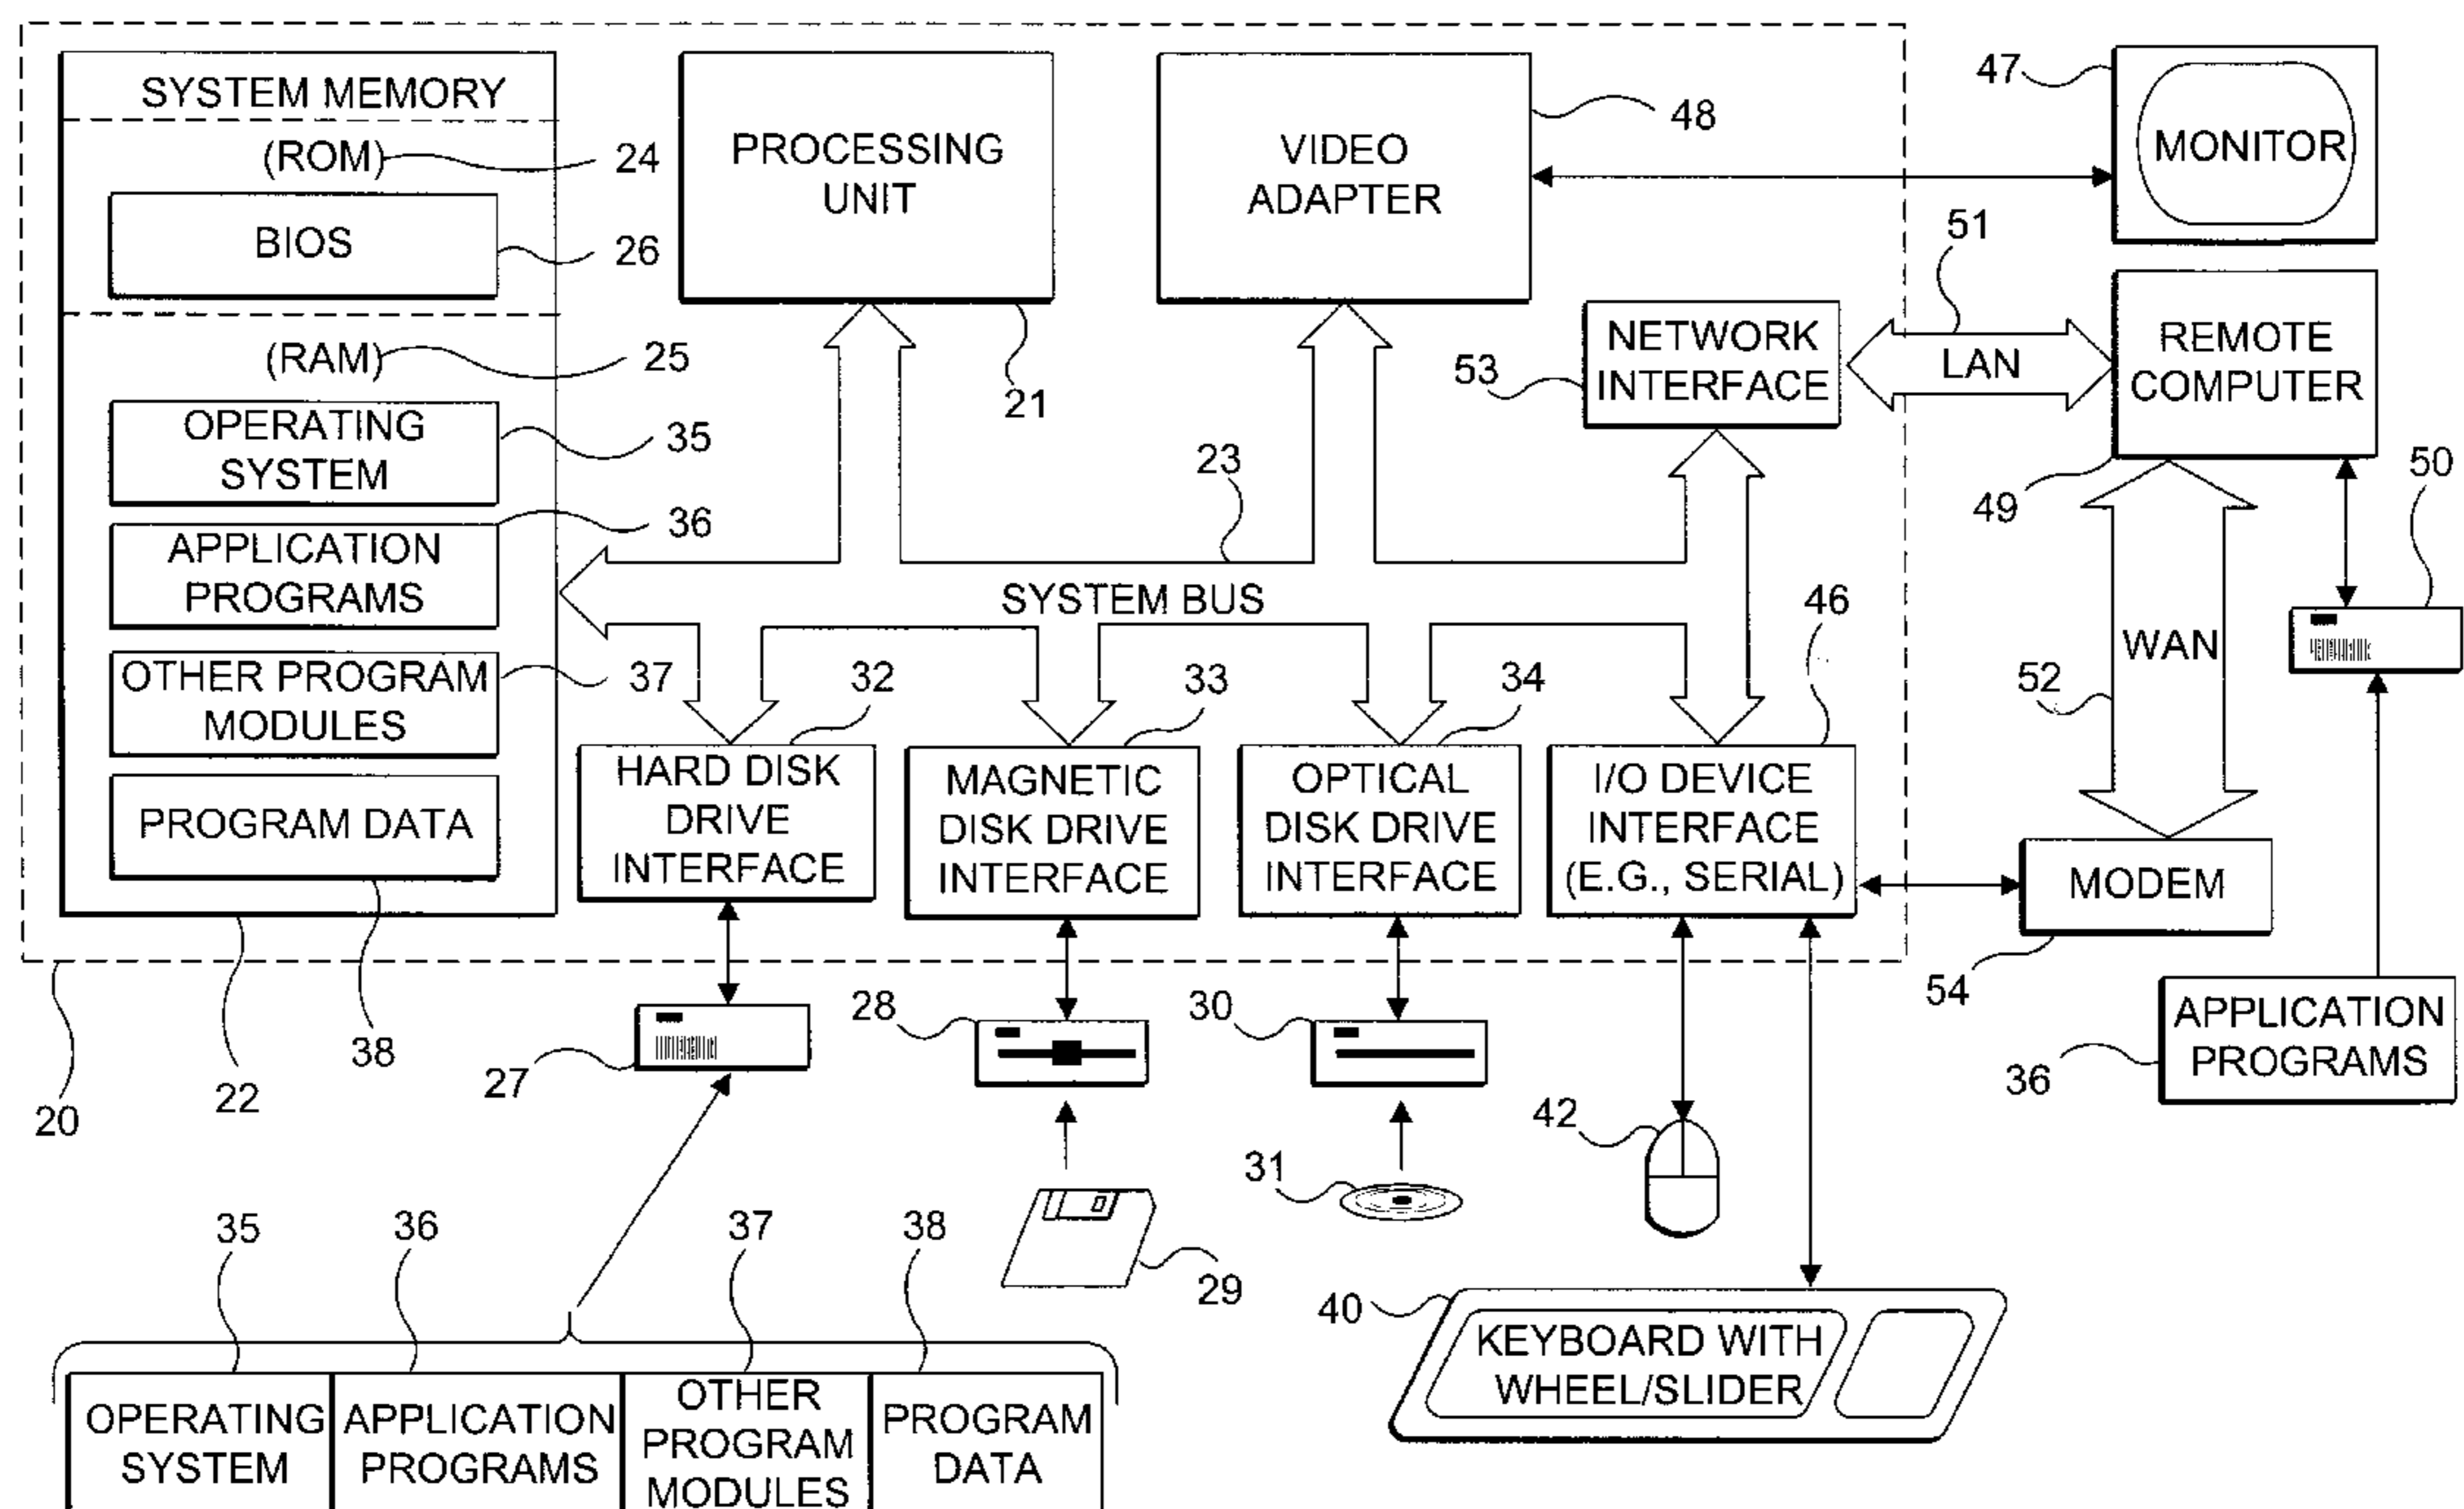 SYSTEM MEMORY
(ROM)
24
BIOS
26
(RAM)
25
OPERATING
SYSTEM
35
APPLICATION
PROGRAMS
36
OTHER PROGRAM
MODULES
37
PROGRAM DATA
38
22
20
PROCESSING
UNIT
21
VIDEO
ADAPTER
48
MONITOR
47
NETWORK
INTERFACE
53
LAN
51
REMOTE
COMPUTER
49
50
23
SYSTEM BUS
WAN
52
HARD DISK
DRIVE
INTERFACE
32
MAGNETIC
DISK DRIVE
INTERFACE
33
OPTICAL
DISK DRIVE
INTERFACE
34
I/O DEVICE
INTERFACE
(E.G., SERIAL)
46
MODEM
54
APPLICATION
PROGRAMS
36
27
28
30
29
31
42
40
KEYBOARD WITH
WHEEL/SLIDER
35
36
37
38
OPERATING
SYSTEM
APPLICATION
PROGRAMS
OTHER
PROGRAM
MODULES
PROGRAM
DATA